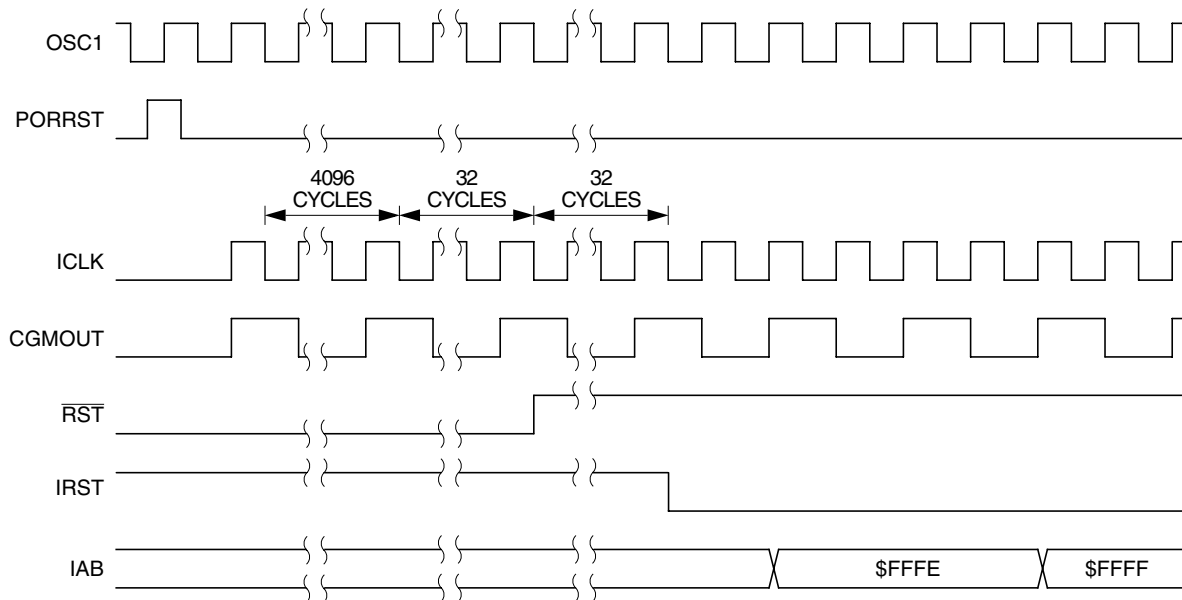 OSC1
PORRST
4096
CYCLES
32
CYCLES
32
CYCLES
ICLK
CGMOUT
RST
IRST
IAB
$FFFE
$FFFF